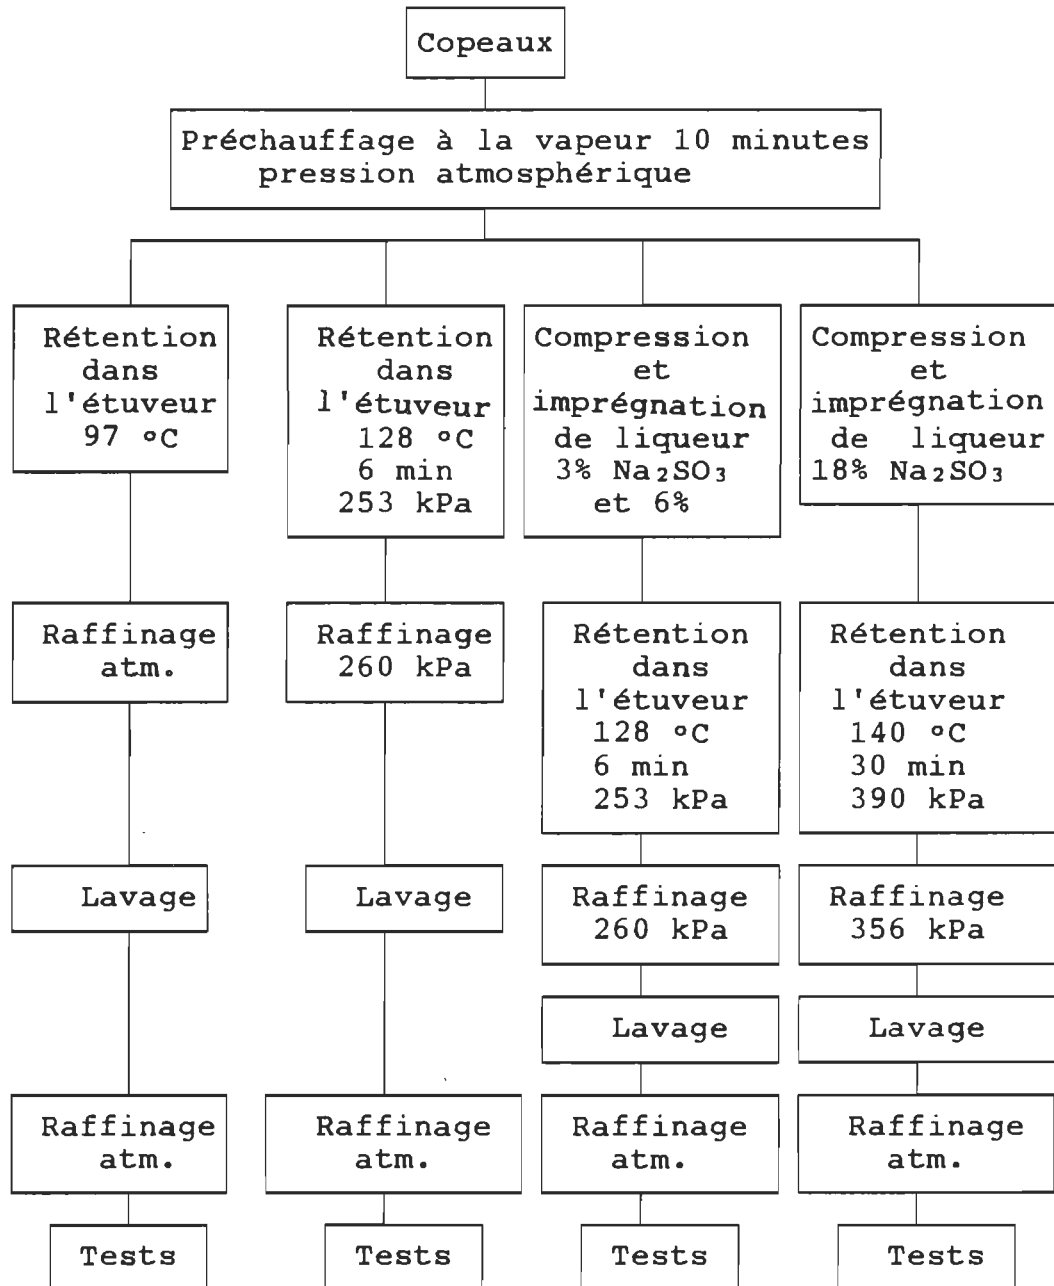 Copeaux
Préchauffage à la vapeur 10 minutes
pression atmosphérique
Rétention
dans
l'étuveur
97 °C
Rétention
dans
l'étuveur
128 °C
6 min
253 kPa
Compression
et
imprégnation
de liqueur
3% Na₂SO₃
et 6%
Compression
et
imprégnation
de liqueur
18% Na₂SO₃
Raffinage
atm.
Raffinage
260 kPa
Rétention
dans
l'étuveur
128 °C
6 min
253 kPa
Rétention
dans
l'étuveur
140 °C
30 min
390 kPa
Lavage
Lavage
Raffinage
260 kPa
Raffinage
356 kPa
Lavage
Lavage
Raffinage
atm.
Raffinage
atm.
Raffinage
atm.
Raffinage
atm.
Tests
Tests
Tests
Tests